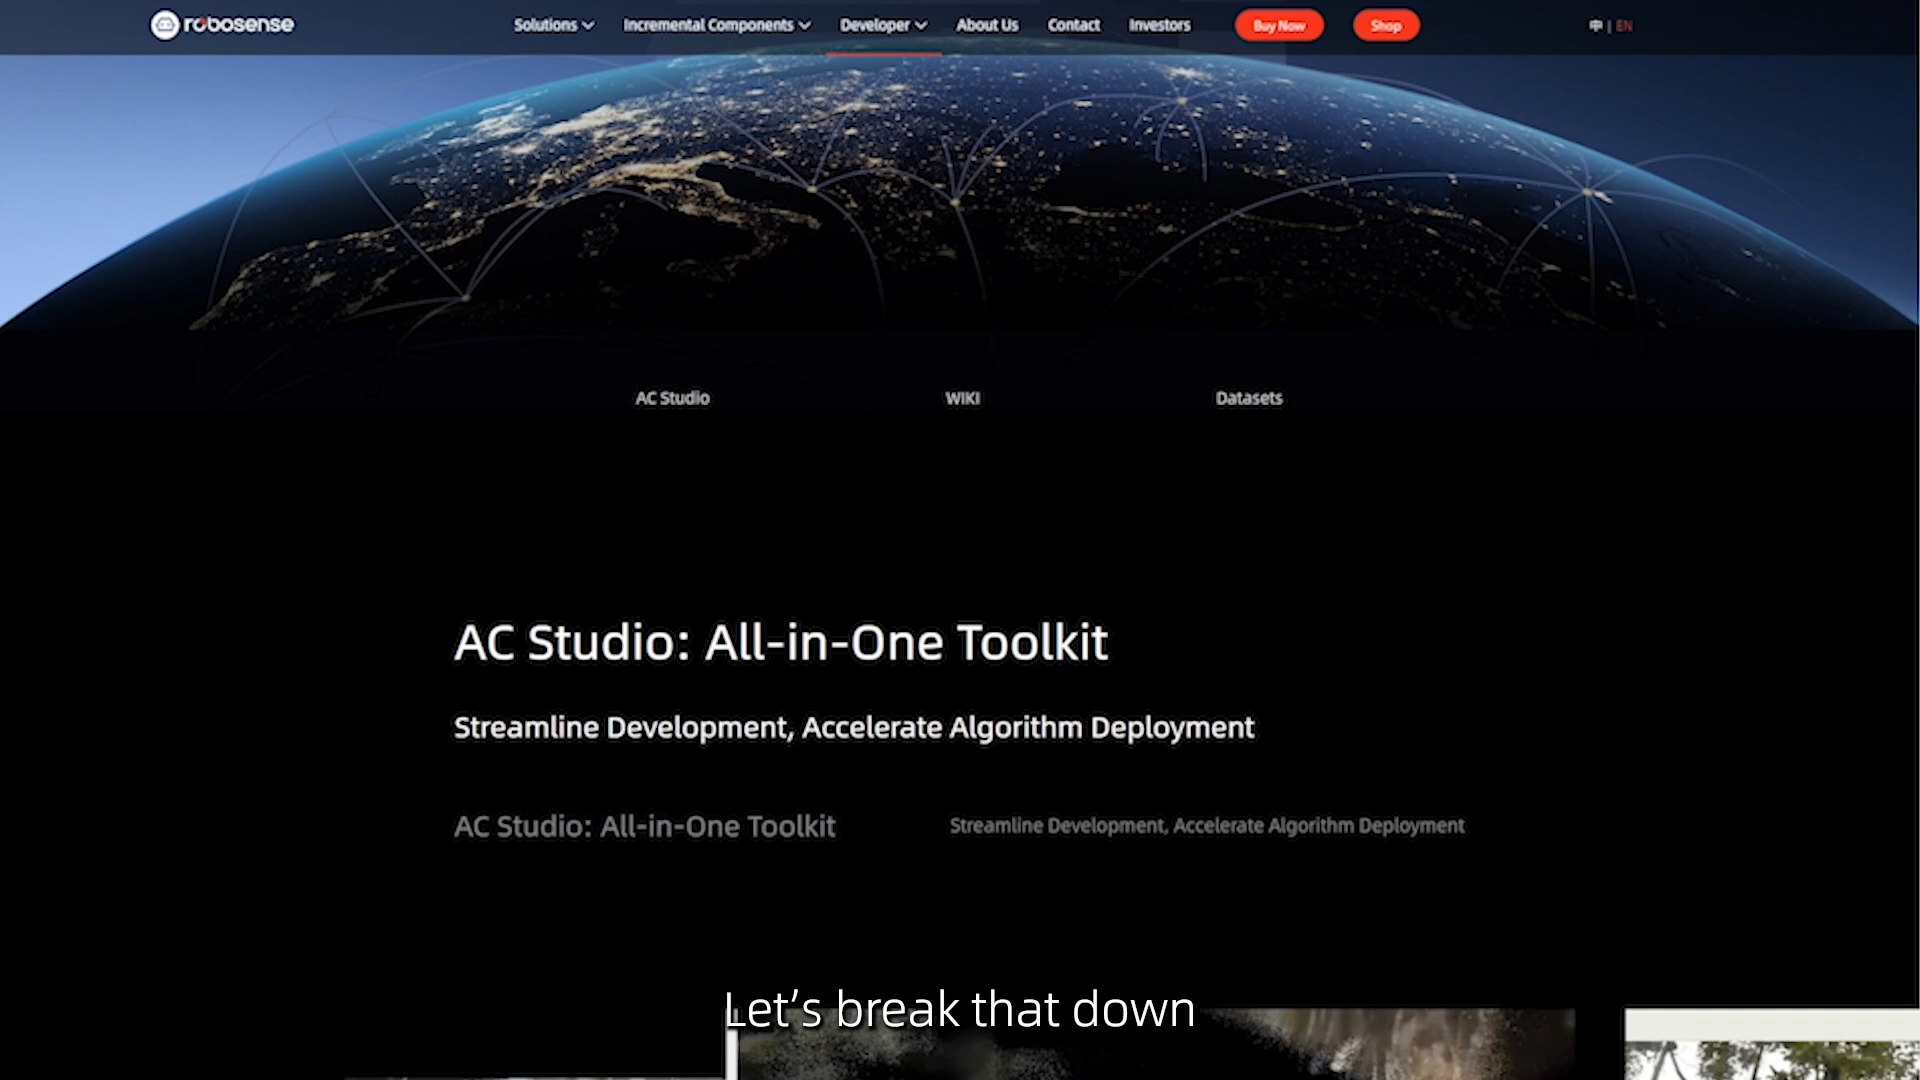 robosense
Solutions
Incremental Components
Developer
About Us
Contact
Investors
Buy Now
Shop
中 | EN
AC Studio
WIKI
Datasets
AC Studio: All-in-One Toolkit
Streamline Development, Accelerate Algorithm Deployment
AC Studio: All-in-One Toolkit
Streamline Development, Accelerate Algorithm Deployment
Let's break that down